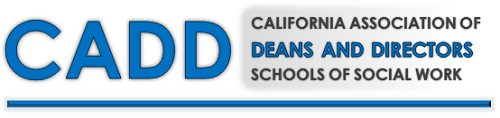 CADD
CALIFORNIA ASSOCIATION OF
DEANS AND DIRECTORS
SCHOOLS OF SOCIAL WORK